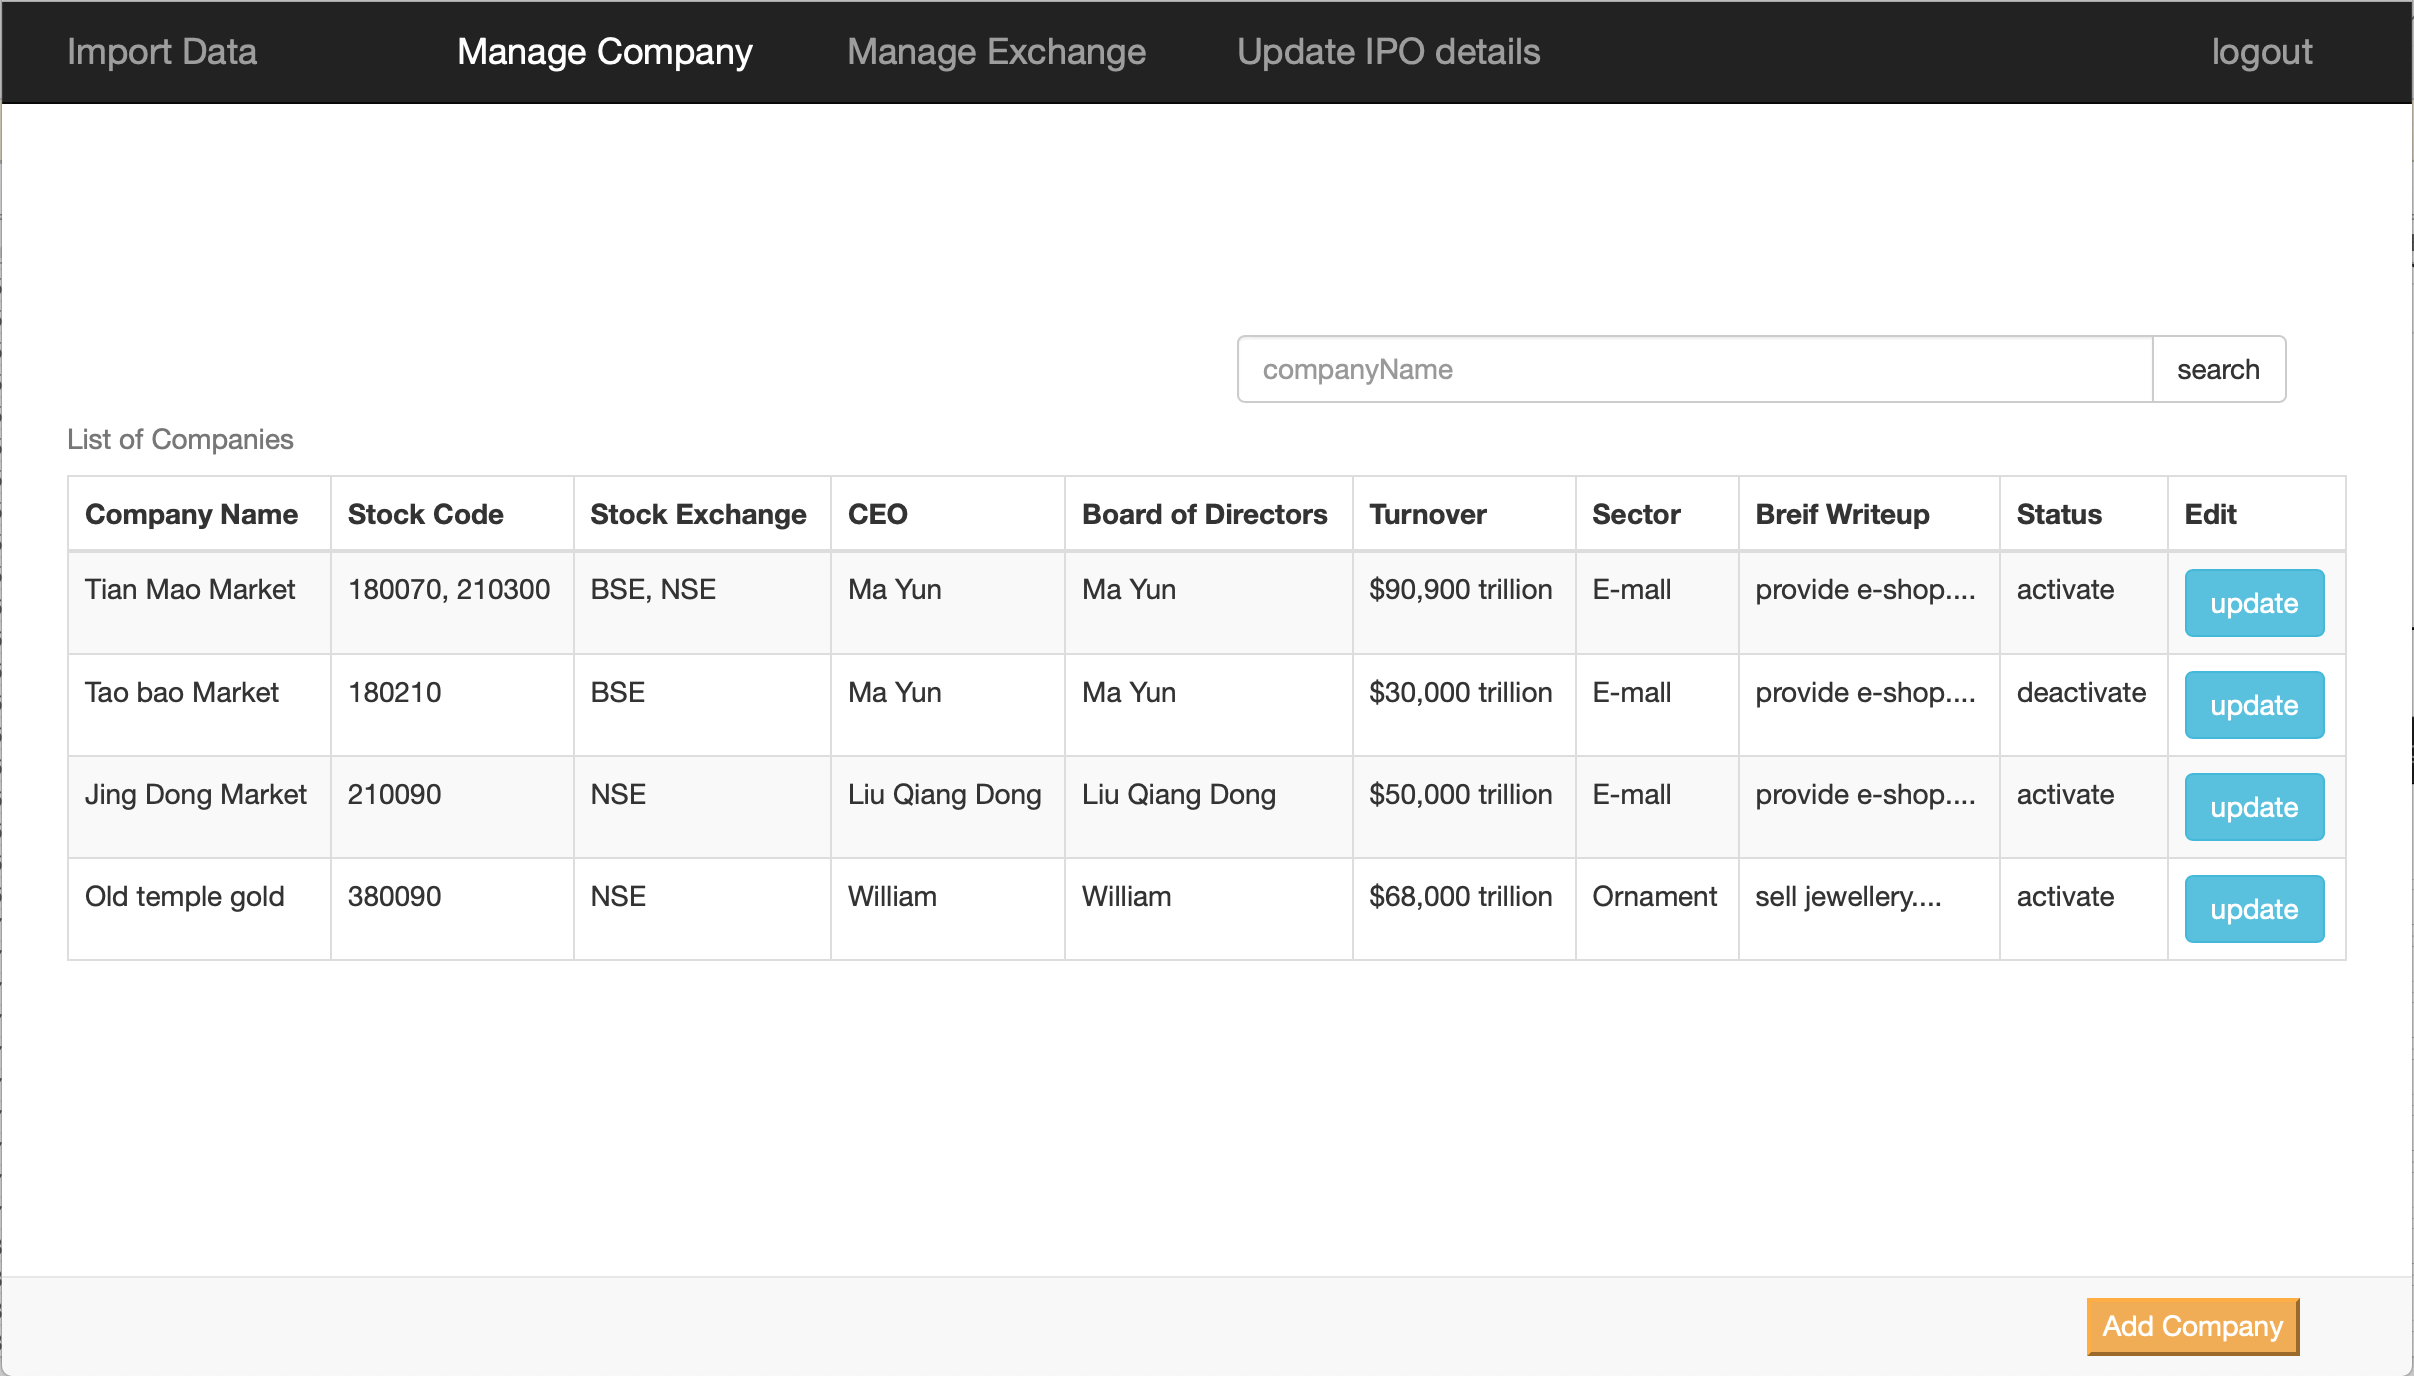 Import Data Manage Company Manage Exchange Update IPO details logout
companyName search
List of Companies
Company Name Stock Code Stock Exchange CEO Board of Directors Turnover Sector Breif Writeup Status Edit
Tian Mao Market 180070, 210300 BSE, NSE Ma Yun Ma Yun $90,900 trillion E-mall provide e-shop.... activate update
Tao bao Market 180210 BSE Ma Yun Ma Yun $30,000 trillion E-mall provide e-shop.... deactivate update
Jing Dong Market 210090 NSE Liu Qiang Dong Liu Qiang Dong $50,000 trillion E-mall provide e-shop.... activate update
Old temple gold 380090 NSE William William $68,000 trillion Ornament sell jewellery.... activate update
Add Company